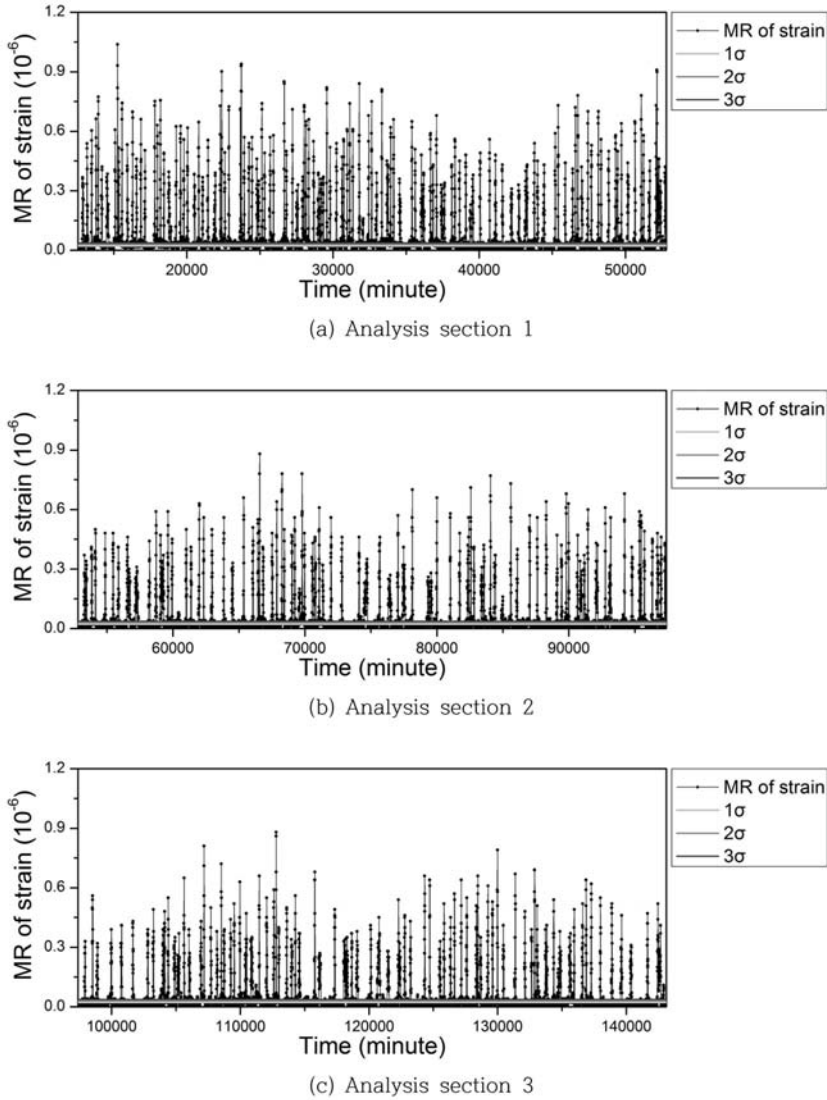 MR of strain (10⁻⁶)
1.2
0.9
0.6
0.3
0.0
20000 30000 40000 50000
Time (minute)
MR of strain
1σ
2σ
3σ
(a) Analysis section 1
MR of strain (10⁻⁶)
1.2
0.9
0.6
0.3
0.0
60000 70000 80000 90000
Time (minute)
MR of strain
1σ
2σ
3σ
(b) Analysis section 2
MR of strain (10⁻⁶)
1.2
0.9
0.6
0.3
0.0
100000 110000 120000 130000 140000
Time (minute)
MR of strain
1σ
2σ
3σ
(c) Analysis section 3